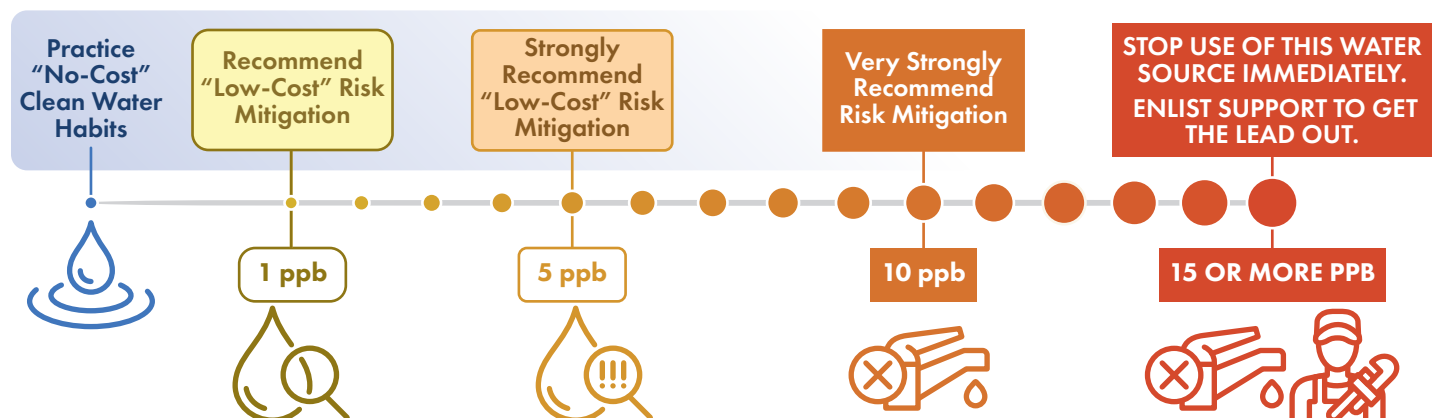 Practice
“No-Cost”
Clean Water
Habits
Recommend
“Low-Cost” Risk
Mitigation
Strongly
Recommend
“Low-Cost” Risk
Mitigation
Very Strongly
Recommend
Risk Mitigation
STOP USE OF THIS WATER
SOURCE IMMEDIATELY.
ENLIST SUPPORT TO GET
THE LEAD OUT.
1 ppb
5 ppb
10 ppb
15 OR MORE PPB
!!!